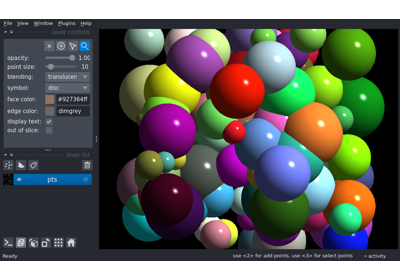 File View Window Plugins Help
layer controls
opacity: 1.00
point size: 10
blending: translucen
symbol: disc
face color: #927364ff
edge color: dimgrey
display text:
out of slice:
layer list
pts
Ready
use <2> for add points, use <3> for select points
activity